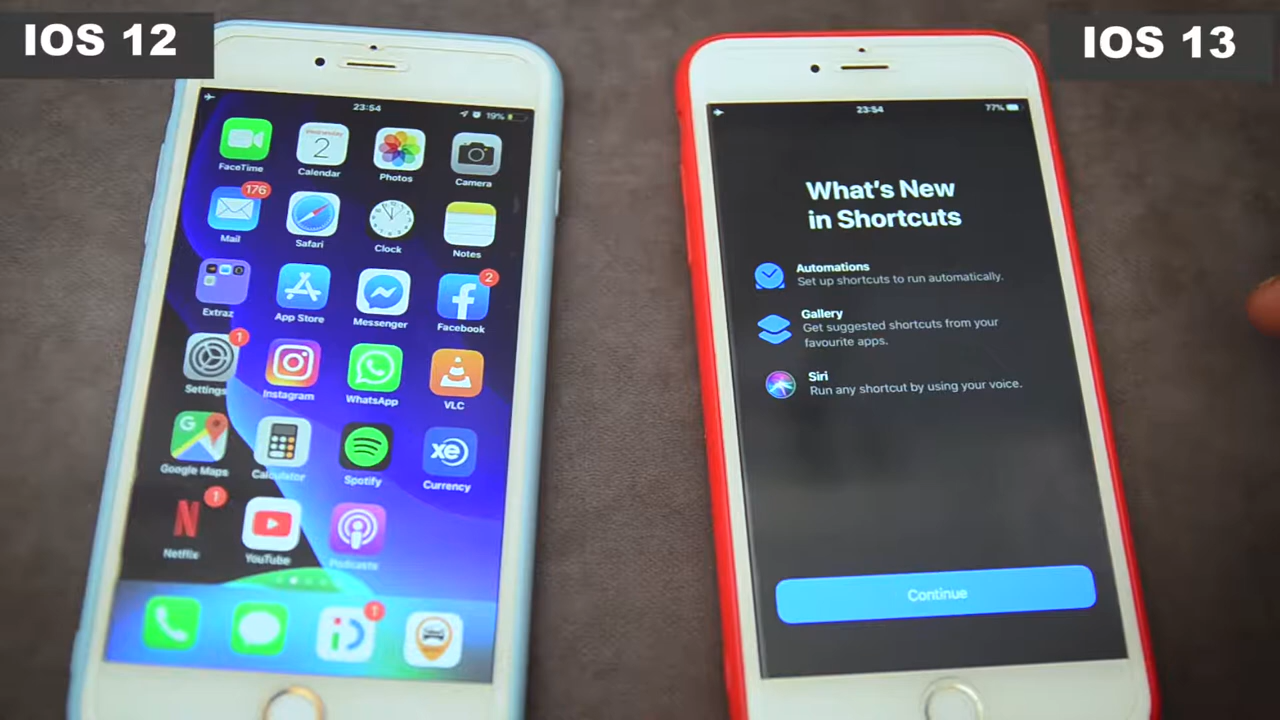 IOS 12
IOS 13
23:54
19%
FaceTime
Wednesday
2
Calendar
Photos
Camera
176
Mail
Safari
Clock
Notes
Extraz
App Store
Messenger
2
Facebook
1
Settings
Instagram
WhatsApp
VLC
Google Maps
Calculator
Spotify
xe
Currency
1
Netflix
YouTube
Podcasts
1
iD
23:54
77%
What's New
in Shortcuts
Automations
Set up shortcuts to run automatically.
Gallery
Get suggested shortcuts from your
favourite apps.
Siri
Run any shortcut by using your voice.
Continue